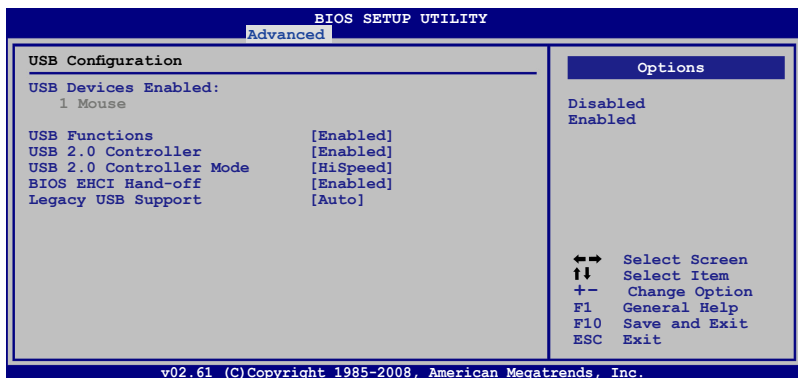 BIOS SETUP UTILITY
Advanced
USB Configuration
USB Devices Enabled:
1 Mouse
USB Functions [Enabled]
USB 2.0 Controller [Enabled]
USB 2.0 Controller Mode [HiSpeed]
BIOS EHCI Hand-off [Enabled]
Legacy USB Support [Auto]
Options
Disabled
Enabled
←→ Select Screen
↑↓ Select Item
+- Change Option
F1 General Help
F10 Save and Exit
ESC Exit
v02.61 (C)Copyright 1985-2008, American Megatrends, Inc.